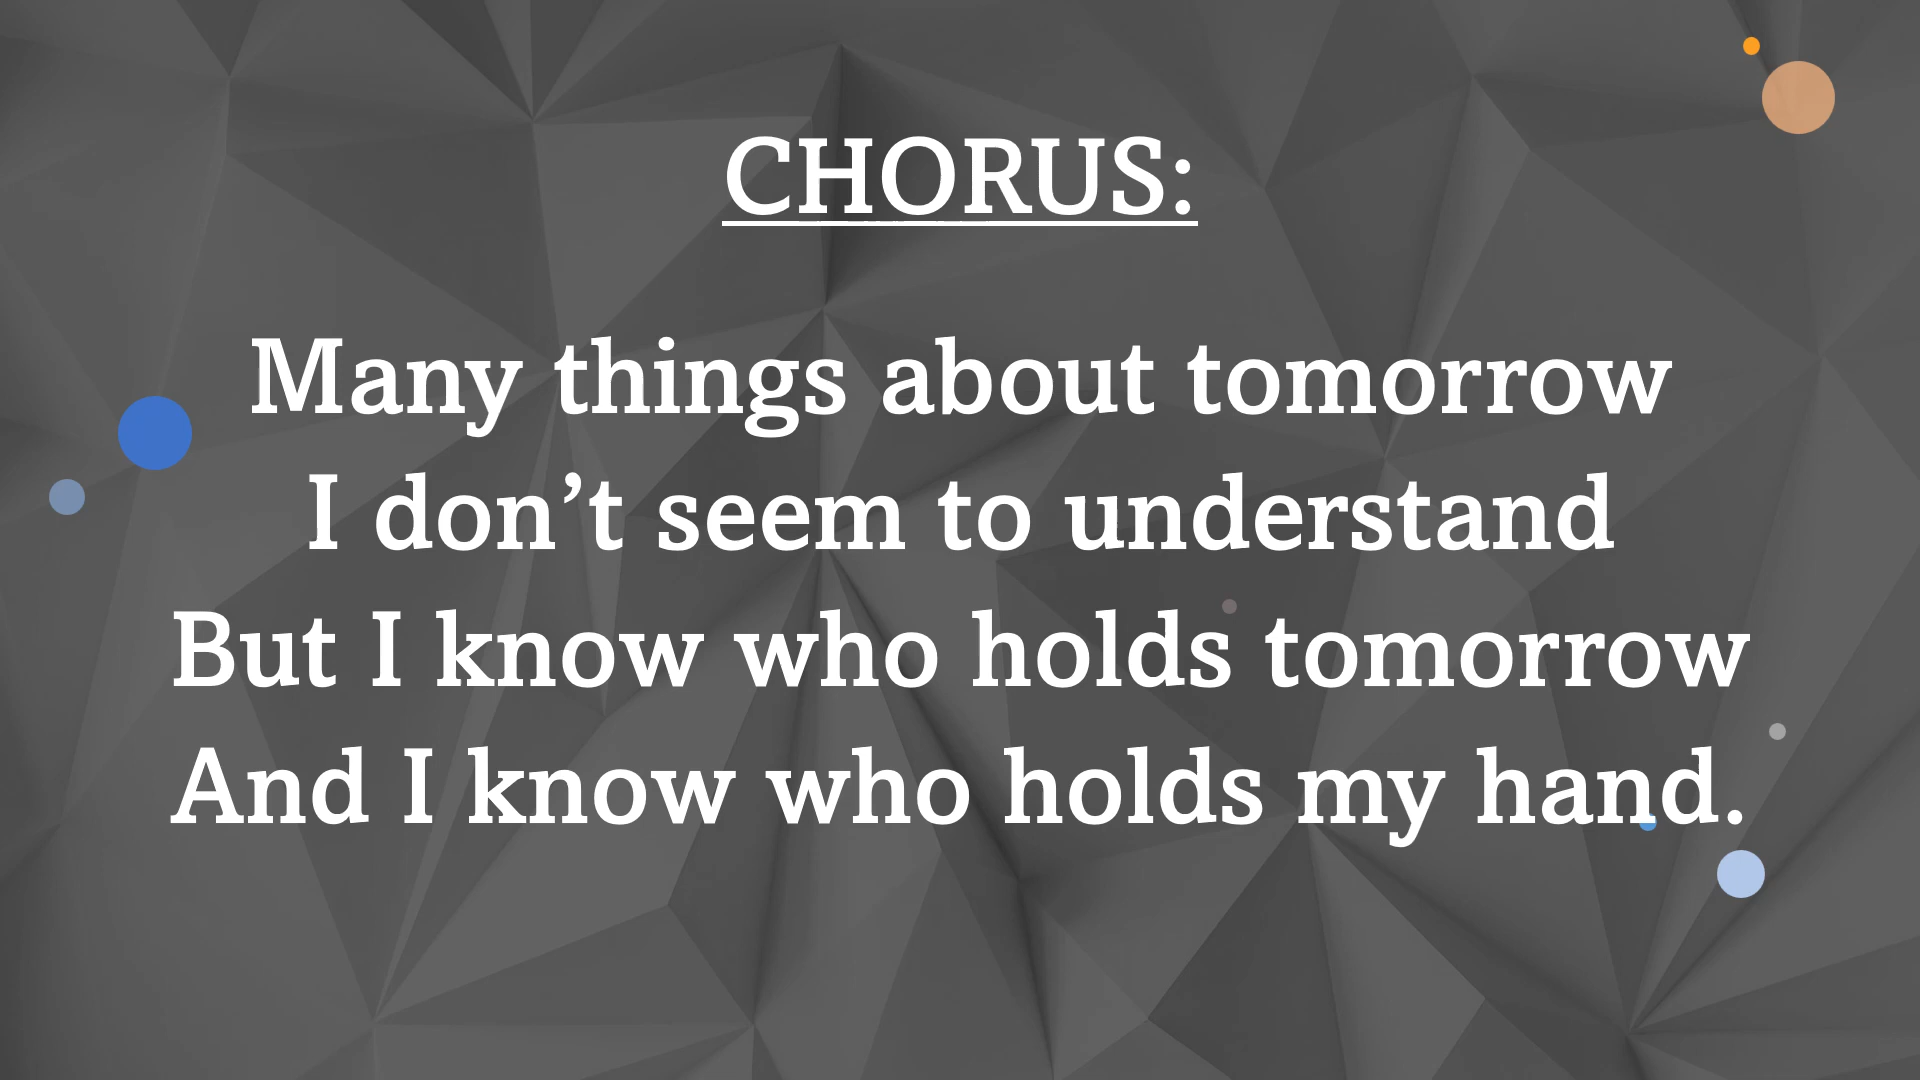 CHORUS:
Many things about tomorrow
I don’t seem to understand
But I know who holds tomorrow
And I know who holds my hand.